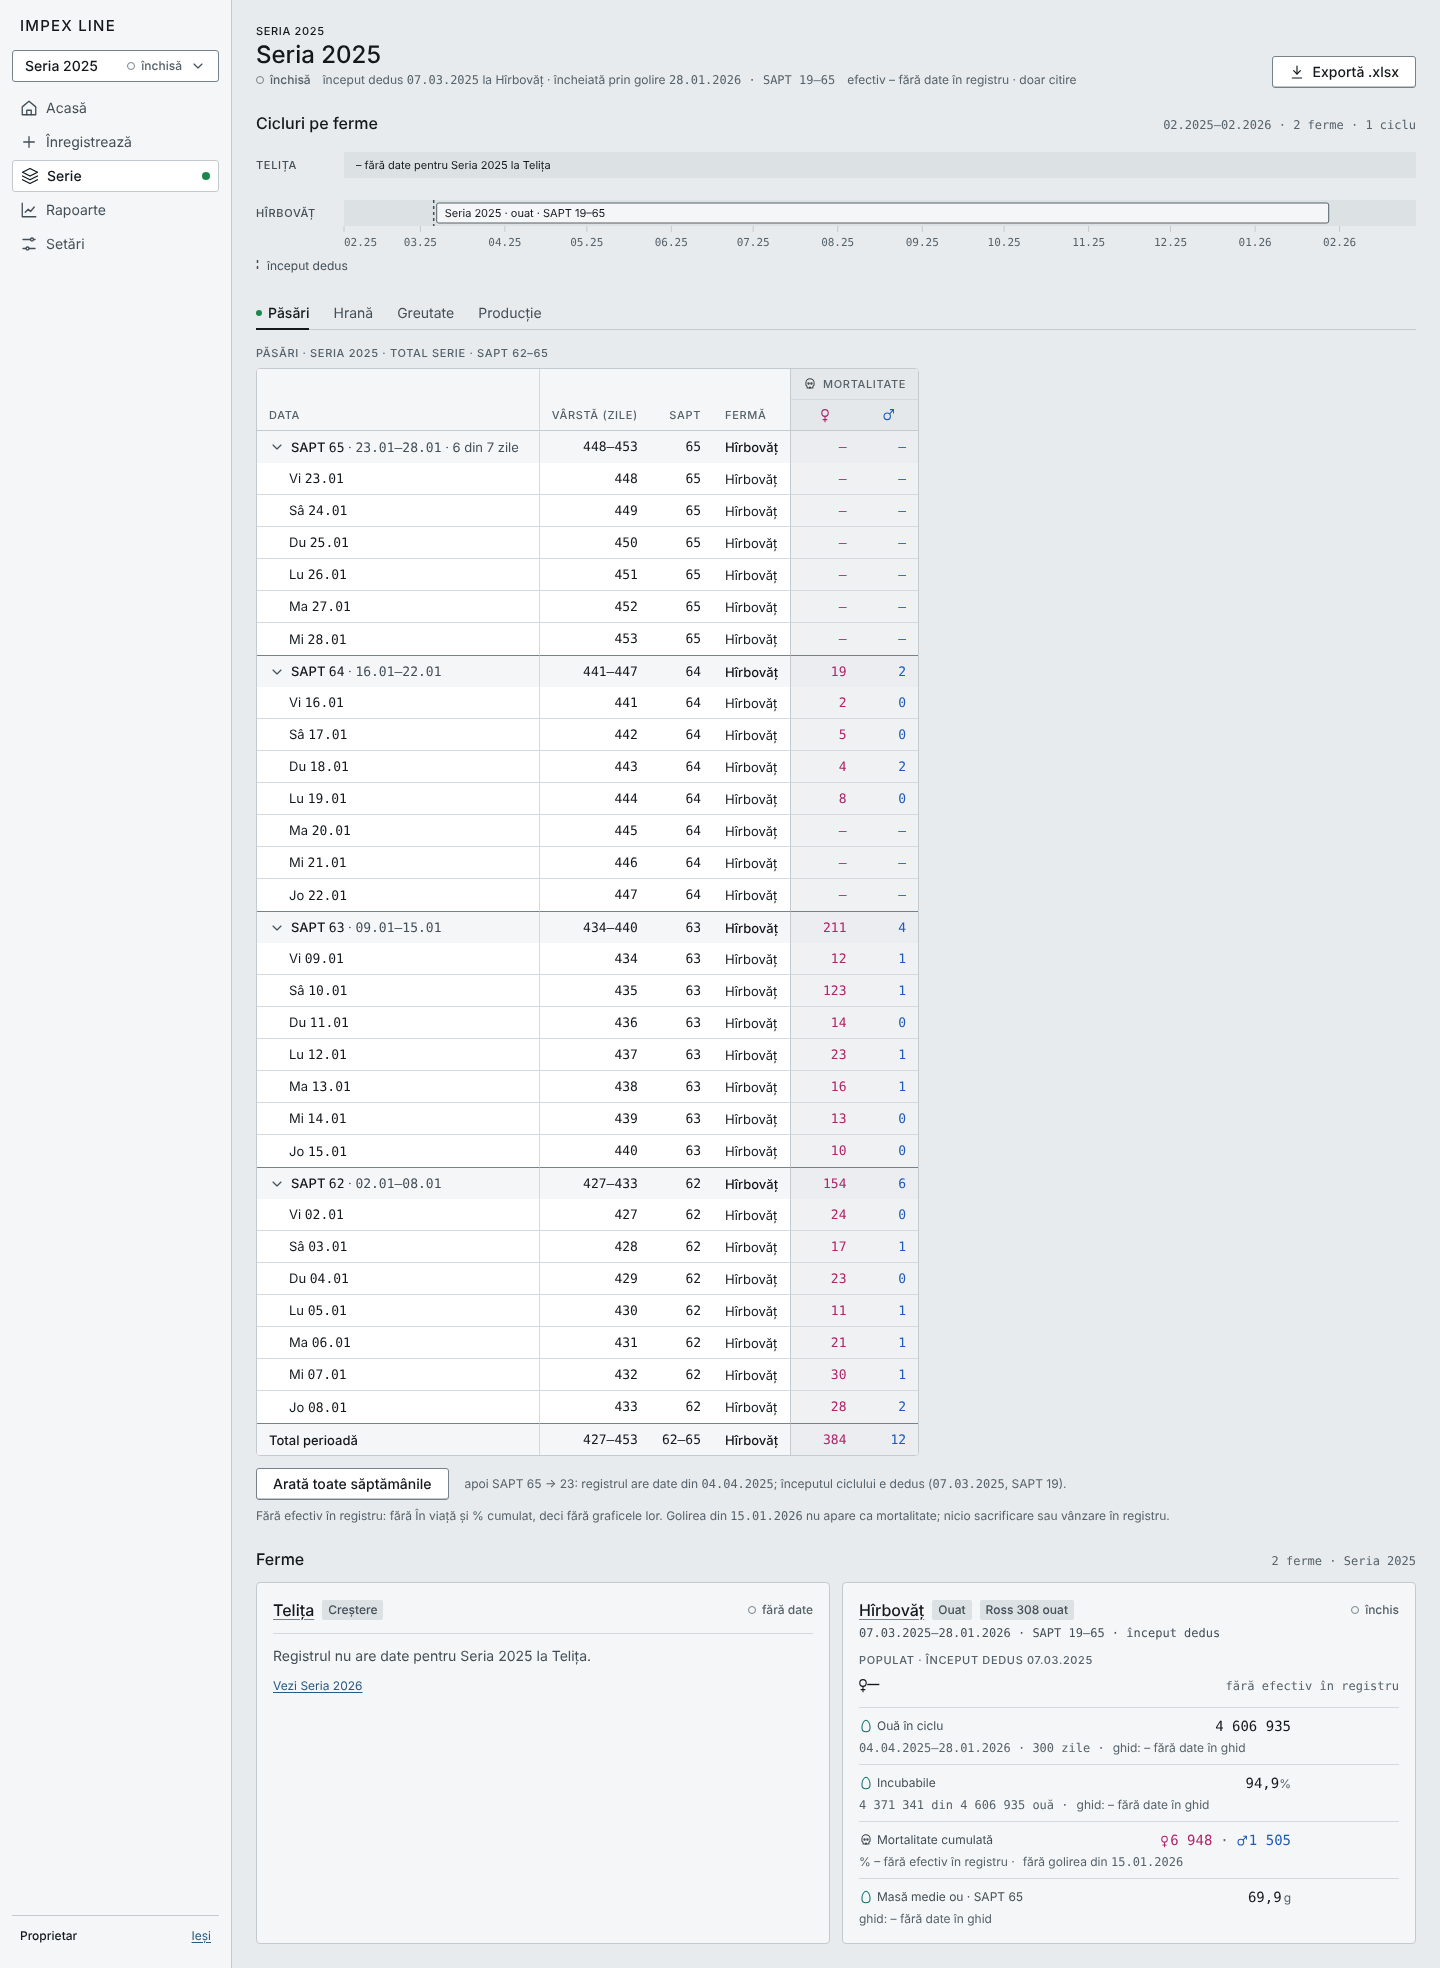 IMPEX LINE
Seria 2025 închisă
Acasă
Înregistrează
Serie
Rapoarte
Setări
Proprietar Ieși
SERIA 2025
Seria 2025
închisă început dedus 07.03.2025 la Hîrbovăț · încheiată prin golire 28.01.2026 · SAPT 19–65 efectiv – fără date în registru · doar citire
Exportă .xlsx
Cicluri pe ferme 02.2025–02.2026 · 2 ferme · 1 ciclu
TELIȚA – fără date pentru Seria 2025 la Telița
HÎRBOVĂȚ Seria 2025 · ouat · SAPT 19–65
02.25 03.25 04.25 05.25 06.25 07.25 08.25 09.25 10.25 11.25 12.25 01.26 02.26
început dedus
Păsări Hrană Greutate Producție
PĂSĂRI · SERIA 2025 · TOTAL SERIE · SAPT 62–65
MORTALITATE
DATA VÂRSTĂ (ZILE) SAPT FERMĂ ♀ ♂
SAPT 65 · 23.01–28.01 · 6 din 7 zile 448–453 65 Hîrbovăț – –
Vi 23.01 448 65 Hîrbovăț – –
Sâ 24.01 449 65 Hîrbovăț – –
Du 25.01 450 65 Hîrbovăț – –
Lu 26.01 451 65 Hîrbovăț – –
Ma 27.01 452 65 Hîrbovăț – –
Mi 28.01 453 65 Hîrbovăț – –
SAPT 64 · 16.01–22.01 441–447 64 Hîrbovăț 19 2
Vi 16.01 441 64 Hîrbovăț 2 0
Sâ 17.01 442 64 Hîrbovăț 5 0
Du 18.01 443 64 Hîrbovăț 4 2
Lu 19.01 444 64 Hîrbovăț 8 0
Ma 20.01 445 64 Hîrbovăț – –
Mi 21.01 446 64 Hîrbovăț – –
Jo 22.01 447 64 Hîrbovăț – –
SAPT 63 · 09.01–15.01 434–440 63 Hîrbovăț 211 4
Vi 09.01 434 63 Hîrbovăț 12 1
Sâ 10.01 435 63 Hîrbovăț 123 1
Du 11.01 436 63 Hîrbovăț 14 0
Lu 12.01 437 63 Hîrbovăț 23 1
Ma 13.01 438 63 Hîrbovăț 16 1
Mi 14.01 439 63 Hîrbovăț 13 0
Jo 15.01 440 63 Hîrbovăț 10 0
SAPT 62 · 02.01–08.01 427–433 62 Hîrbovăț 154 6
Vi 02.01 427 62 Hîrbovăț 24 0
Sâ 03.01 428 62 Hîrbovăț 17 1
Du 04.01 429 62 Hîrbovăț 23 0
Lu 05.01 430 62 Hîrbovăț 11 1
Ma 06.01 431 62 Hîrbovăț 21 1
Mi 07.01 432 62 Hîrbovăț 30 1
Jo 08.01 433 62 Hîrbovăț 28 2
Total perioadă 427–453 62–65 Hîrbovăț 384 12
Arată toate săptămânile apoi SAPT 65 → 23: registrul are date din 04.04.2025; începutul ciclului e dedus (07.03.2025, SAPT 19).
Fără efectiv în registru: fără În viață și % cumulat, deci fără graficele lor. Golirea din 15.01.2026 nu apare ca mortalitate; nicio sacrificare sau vânzare în registru.
Ferme 2 ferme · Seria 2025
Telița Creștere fără date
Registrul nu are date pentru Seria 2025 la Telița.
Vezi Seria 2026
Hîrbovăț Ouat Ross 308 ouat închis
07.03.2025–28.01.2026 · SAPT 19–65 · început dedus
POPULAT · ÎNCEPUT DEDUS 07.03.2025
♀— fără efectiv în registru
Ouă în ciclu 4 606 935
04.04.2025–28.01.2026 · 300 zile · ghid: – fără date în ghid
Incubabile 94,9%
4 371 341 din 4 606 935 ouă · ghid: – fără date în ghid
Mortalitate cumulată ♀6 948 · ♂1 505
% – fără efectiv în registru · fără golirea din 15.01.2026
Masă medie ou · SAPT 65 69,9 g
ghid: – fără date în ghid